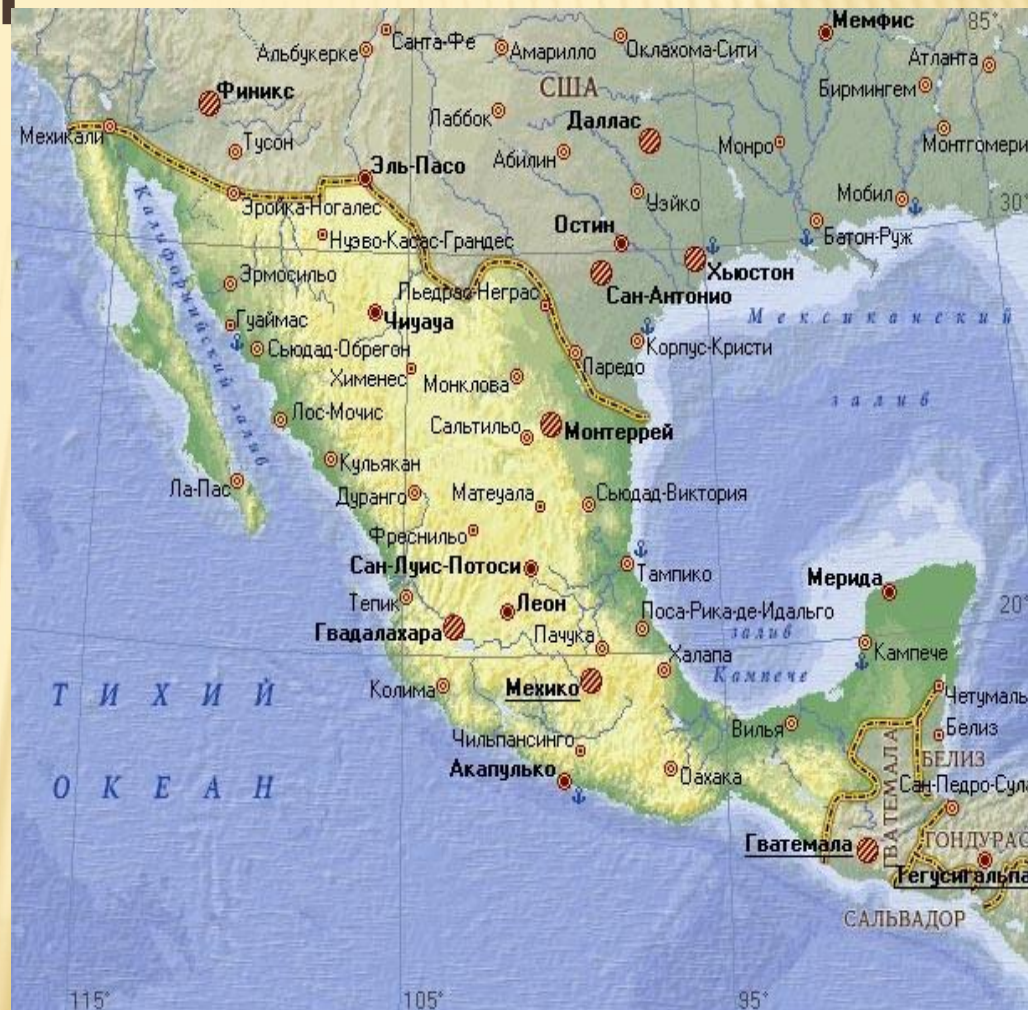 Мемфис
85°
Санта-Фе
Альбукерке
Амарилло
Оклахома-Сити
Атланта
США
Бирмингем
Финикс
Лаббок
Даллас
Мехикали
Тусон
Абилин
Монро
Монтгомери
Эль-Пасо
Уэйко
Мобил
Эройка-Ногалес
30°
Остин
Батон-Руж
Нуэво-Касас-Грандес
Хьюстон
Эрмосильо
Сан-Антонио
Пьедрас-Неграс
Калифорнийский залив
Гуаймас
Чиуауа
Мексиканский
залив
Сьюдад-Обрегон
Корпус-Кристи
Ларедо
Хименес
Монклова
Лос-Мочис
Сальтильо
Монтеррей
Кульякан
Ла-Пас
Дуранго
Матеуала
Сьюдад-Виктория
Фреснильо
Сан-Луис-Потоси
Тампико
Мерида
Тепик
Леон
Поса-Рика-де-Идальго
20°
Гвадалахара
Пачука
залив
Кампече
Халапа
Кампече
Колима
Мехико
ТИХИЙ
ОКЕАН
Четумаль
Вилья
Белиз
Чильпансинго
БЕЛИЗ
Акапулько
Оахака
ГВАТЕМАЛА
Сан-Педро-Сула
Гватемала
ГОНДУРАС
Тегусигальпа
САЛЬВАДОР
115°
105°
95°